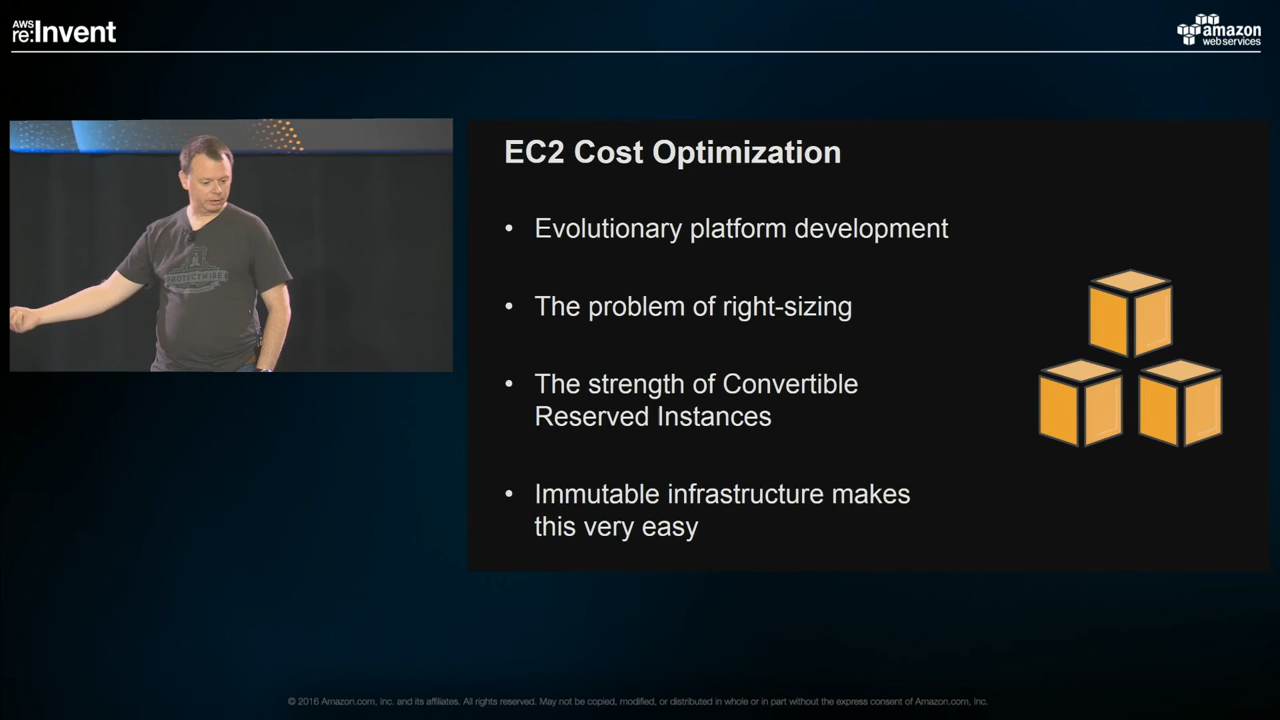 AWS
re:Invent
amazon
web services
PROTECTWISE
EC2 Cost Optimization
• Evolutionary platform development
• The problem of right-sizing
• The strength of Convertible
Reserved Instances
• Immutable infrastructure makes
this very easy
© 2016 Amazon.com, Inc. and its affiliates. All rights reserved. May not be copied, modified, or distributed in whole or in part without the express consent of Amazon.com, Inc.